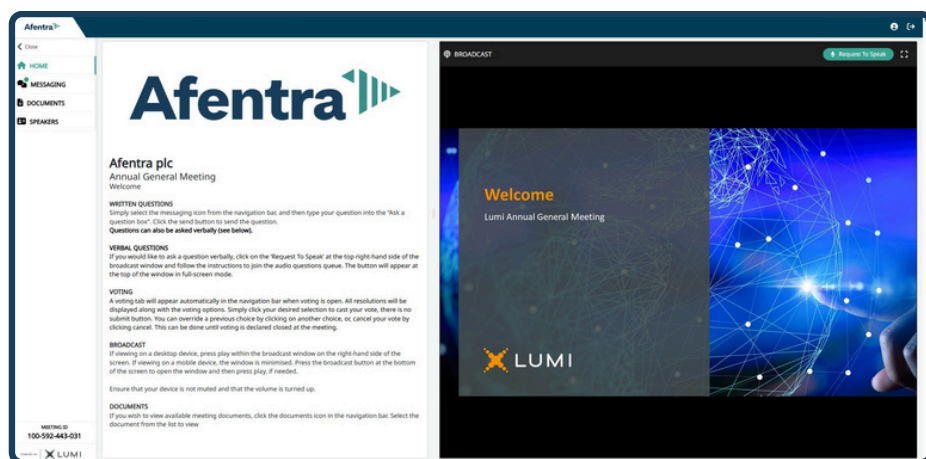 Afentra
Close
HOME
MESSAGING
DOCUMENTS
SPEAKERS
MEETING ID
100-592-443-031
LUMI
Afentra
Afentra plc
Annual General Meeting
Welcome
WRITTEN QUESTIONS
Simply select the messaging icon from the navigation bar, and then type your question into the "Ask a
question box". Click the send button to send the question.
Questions can also be asked verbally (see below).
VERBAL QUESTIONS
If you would like to ask a question verbally, click on the 'Request To Speak' at the top right-hand side of the
broadcast window and follow the instructions to join the audio questions queue. The button will appear at
the top of the window in full-screen mode.
VOTING
A voting tab will appear automatically in the navigation bar when voting is open. All resolutions will be
displayed along with the voting options. Simply click your desired selection to cast your vote, there is no
submit button. You can override a previous choice by clicking on another choice, or, cancel your vote by
clicking cancel. This can be done until voting is declared closed at the meeting.
BROADCAST
If viewing on a desktop device, press play within the broadcast window on the right-hand side of the
screen. If viewing on a mobile device, the window is minimised. Press the broadcast button at the bottom
of the screen to open the window and then press play, if needed.
Ensure that your device is not muted and that the volume is turned up.
DOCUMENTS
If you wish to view available meeting documents, click the documents icon in the navigation bar. Select the
document from the list to view
BROADCAST
Request To Speak
Welcome
Lumi Annual General Meeting
LUMI